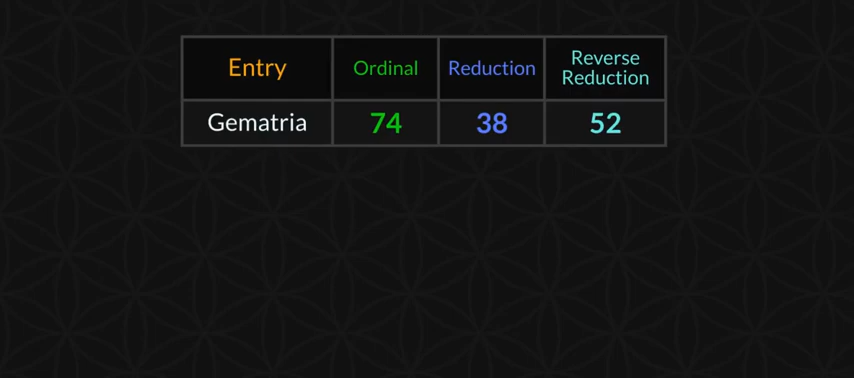 Entry Ordinal Reduction Reverse Reduction
Gematria 74 38 52